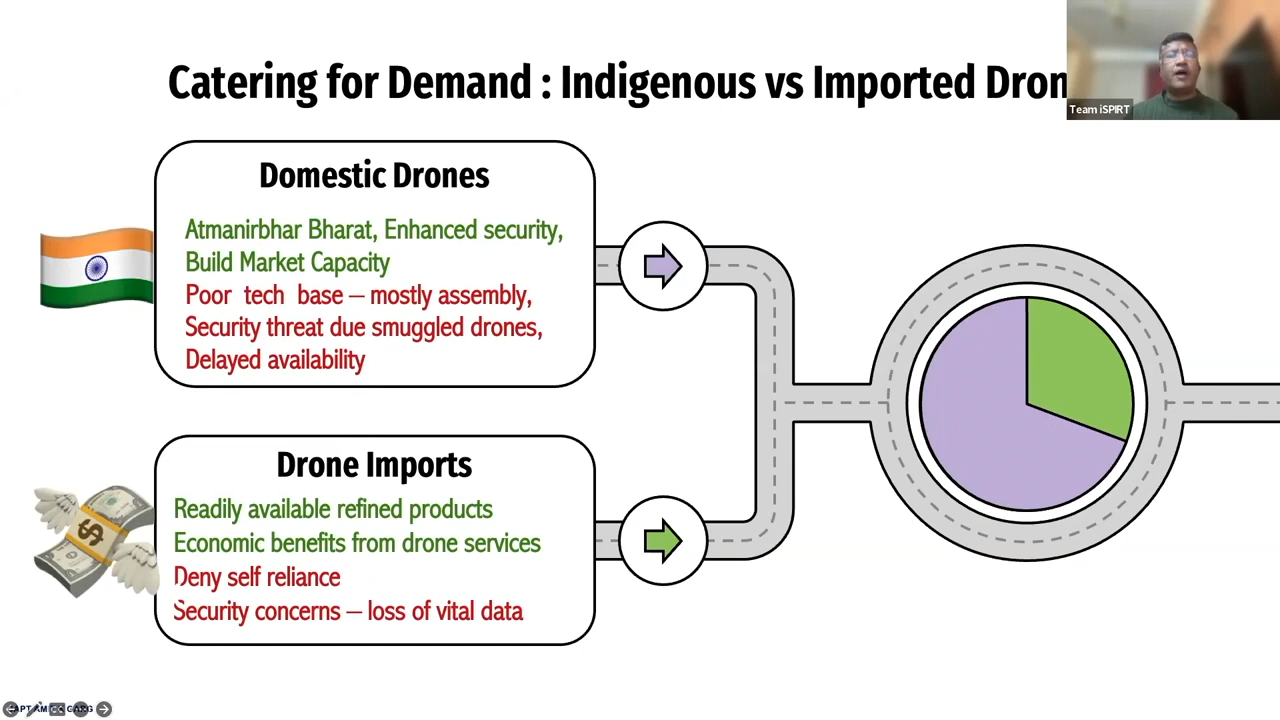 Catering for Demand : Indigenous vs Imported Dron
Team iSPIRT
Domestic Drones
Atmanirbhar Bharat, Enhanced security,
Build Market Capacity
Poor tech base – mostly assembly,
Security threat due smuggled drones,
Delayed availability
Drone Imports
Readily available refined products
Economic benefits from drone services
Deny self reliance
Security concerns – loss of vital data